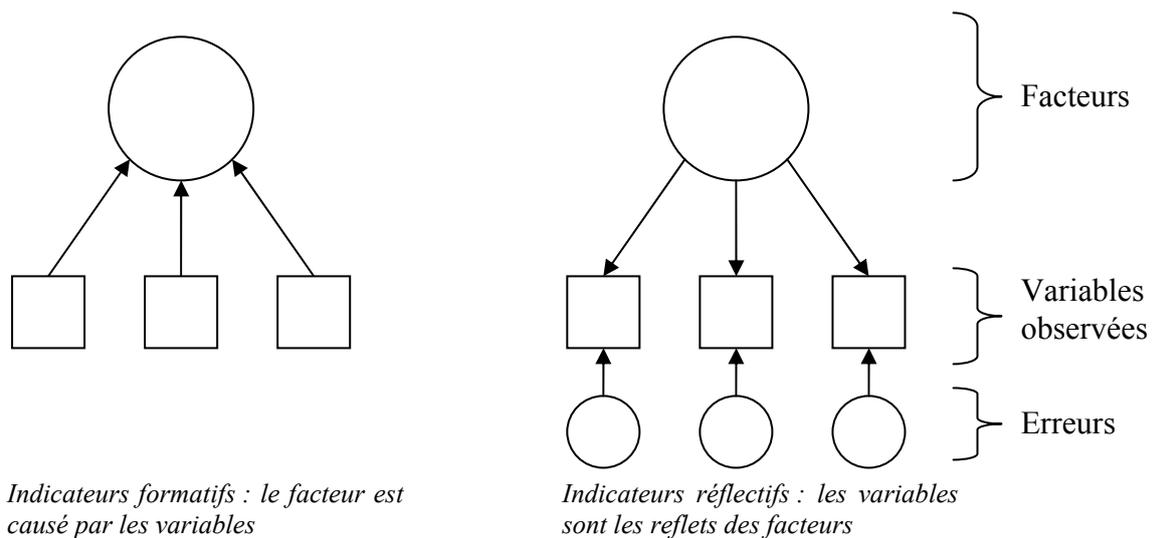 Facteurs
Variables
observées
Erreurs
Indicateurs formatifs : le facteur est
causé par les variables
Indicateurs réflectifs : les variables
sont les reflets des facteurs